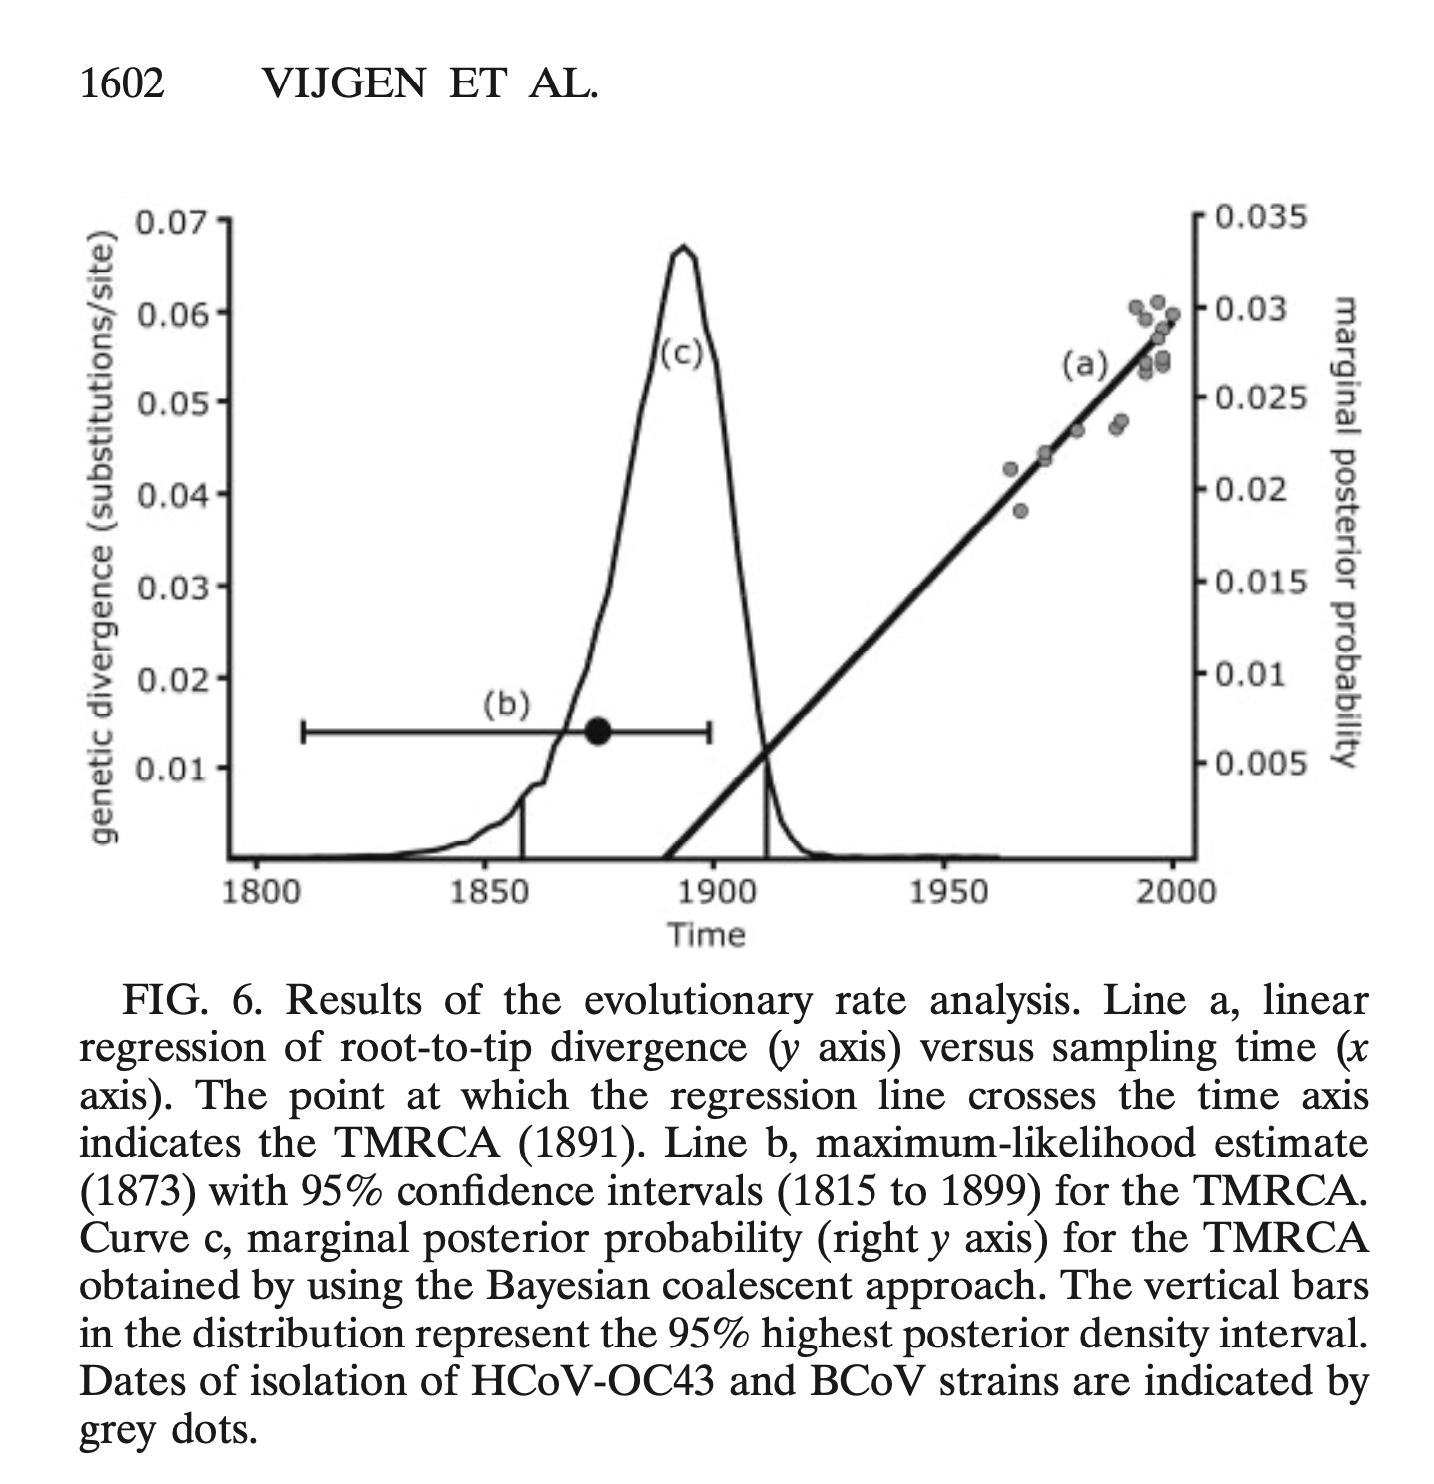 1602 VIJGEN ET AL.
0.07
0.06
0.05
0.04
0.03
0.02
0.01
genetic divergence (substitutions/site)
(a)
(b)
(c)
0.035
0.03
0.025
0.02
0.015
0.01
0.005
marginal posterior probability
1800 1850 1900 1950 2000
Time
FIG. 6. Results of the evolutionary rate analysis. Line a, linear
regression of root-to-tip divergence (y axis) versus sampling time (x
axis). The point at which the regression line crosses the time axis
indicates the TMRCA (1891). Line b, maximum-likelihood estimate
(1873) with 95% confidence intervals (1815 to 1899) for the TMRCA.
Curve c, marginal posterior probability (right y axis) for the TMRCA
obtained by using the Bayesian coalescent approach. The vertical bars
in the distribution represent the 95% highest posterior density interval.
Dates of isolation of HCoV-OC43 and BCoV strains are indicated by
grey dots.